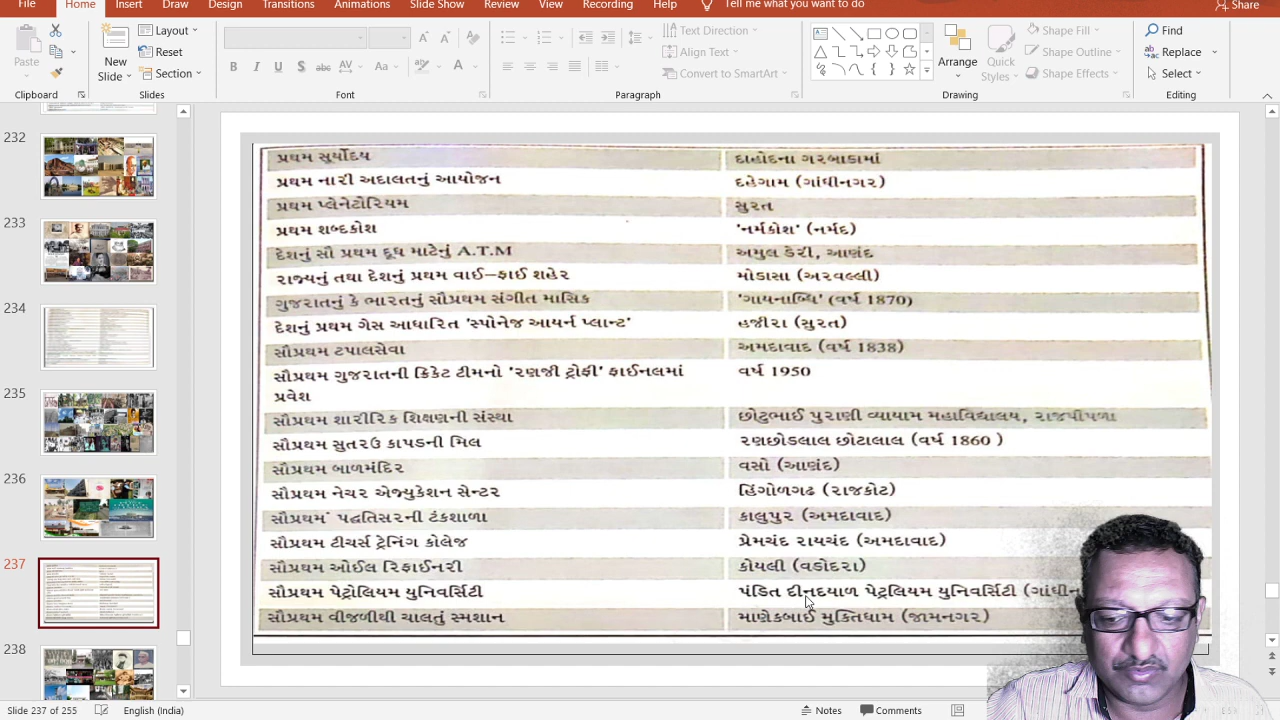 File Home Insert Draw Design Transitions Animations Slide Show Review View Recording Help Tell me what you want to do Share
Paste New Slide Layout Reset Section
B I U S abc AV Aa A
Text Direction Align Text Convert to SmartArt
Arrange Quick Styles Shape Fill Shape Outline Shape Effects
Find Replace Select
Clipboard Slides Font Paragraph Drawing Editing
232
233
234
235
236
237
238
પ્રથમ સૂર્યોદય દાહોદના ગરબાડામાં
પ્રથમ નારી અદાલતનું આયોજન દહેગામ (ગાંધીનગર)
પ્રથમ પ્લેનેટોરિયમ સુરત
પ્રથમ શબ્દકોશ 'નર્મકોશ' (નર્મદ)
દેશનું સૌ પ્રથમ દૂધ માટેનું A.T.M અમુલ ડેરી, આણંદ
રાજ્યનું તથા દેશનું પ્રથમ વાઈ–ફાઈ શહેર મોડાસા (અરવલ્લી)
ગુજરાતનું કે ભારતનું સૌપ્રથમ સંગીત માસિક 'ગાયનાબ્ધિ' (વર્ષ 1870)
દેશનું પ્રથમ ગેસ આધારિત 'સ્પોનેજ આયર્ન પ્લાન્ટ' હજીરા (સુરત)
સૌપ્રથમ ટપાલસેવા અમદાવાદ (વર્ષ 1838)
સૌપ્રથમ ગુજરાતની ક્રિકેટ ટીમનો 'રણજી ટ્રોફી' ફાઈનલમાં વર્ષ 1950
પ્રવેશ
સૌપ્રથમ શારીરિક શિક્ષણની સંસ્થા છોટુભાઈ પુરાણી વ્યાયામ મહાવિદ્યાલય, રાજપીપળા
સૌપ્રથમ સુતરઉ કાપડની મિલ રણછોડલાલ છોટાલાલ (વર્ષ 1860 )
સૌપ્રથમ બાળમંદિર વસો (આણંદ)
સૌપ્રથમ નેચર એજ્યુકેશન સેન્ટર હિંગોળગઢ (રાજકોટ)
સૌપ્રથમ પદ્ધતિસરની ટંકશાળા કાલુપુર (અમદાવાદ)
સૌપ્રથમ ટીચર્સ ટ્રેનિંગ કોલેજ પ્રેમચંદ રાયચંદ (અમદાવાદ)
સૌપ્રથમ ઓઈલ રિફાઈનરી કોયલી (વડોદરા)
સૌપ્રથમ પેટ્રોલિયમ યુનિવર્સિટી પંડિત દીનદયાળ પેટ્રલિયમ યુનિવર્સિટી (ગાંધીન
સૌપ્રથમ વીજળીથી ચાલતું સ્મશાન માણેકબાઈ મુક્તિધામ (જામનગર)
Slide 237 of 255 English (India) Notes Comments